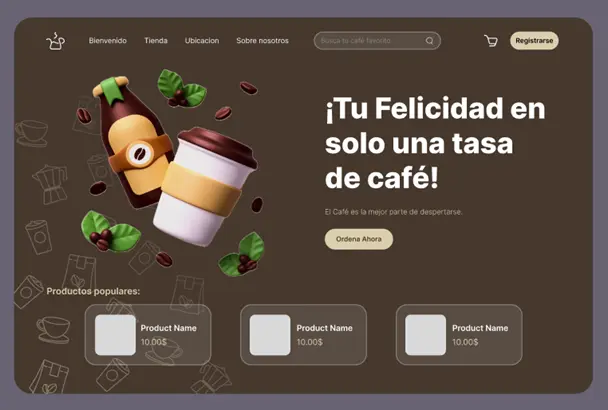 Bienvenido
Tienda
Ubicacion
Sobre nosotros
Busca tu café favorito
Registrarse
¡Tu Felicidad en
solo una tasa
de café!
El Café es la mejor parte de despertarse.
Ordena Ahora
Productos populares:
Product Name
10.00$
Product Name
10.00$
Product Name
10.00$